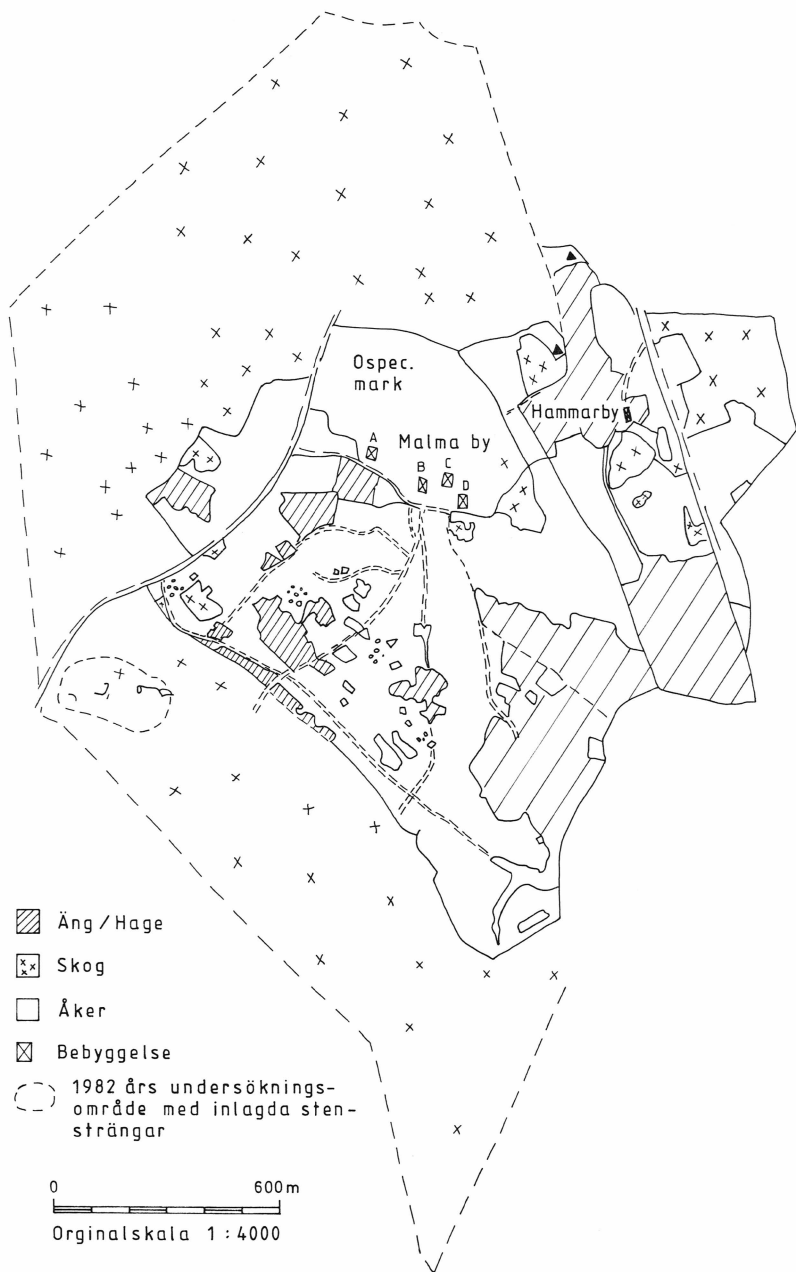 Ospec.
mark
Hammarby
Malma by
A
B
C
D
Äng/Hage
Skog
Åker
Bebyggelse
1982 års undersöknings-
område med inlagda sten-
strängar
0 600m
Orginalskala 1:4000